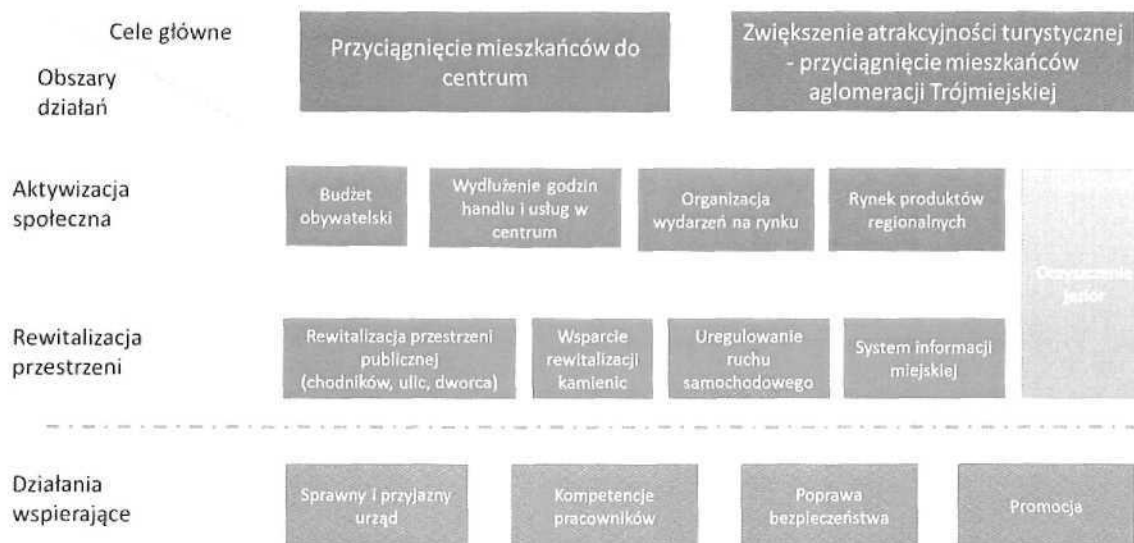 Cele główne
Obszary
działań
Przyciągnięcie mieszkańców do
centrum
Zwiększenie atrakcyjności turystycznej
- przyciągnięcie mieszkańców
aglomeracji Trójmiejskiej
Aktywizacja
społeczna
Budżet
obywatelski
Wydłużenie godzin
handlu i usług w
centrum
Organizacja
wydarzeń na rynku
Rynek produktów
regionalnych
Oczyszczenie
jezior
Rewitalizacja
przestrzeni
Rewitalizacja przestrzeni
publicznej
(chodników, ulic, dworca)
Wsparcie
rewitalizacji
kamienic
Uregulowanie
ruchu
samochodowego
System informacji
miejskiej
Działania
wspierające
Sprawny i przyjazny
urząd
Kompetencje
pracowników
Poprawa
bezpieczeństwa
Promocja